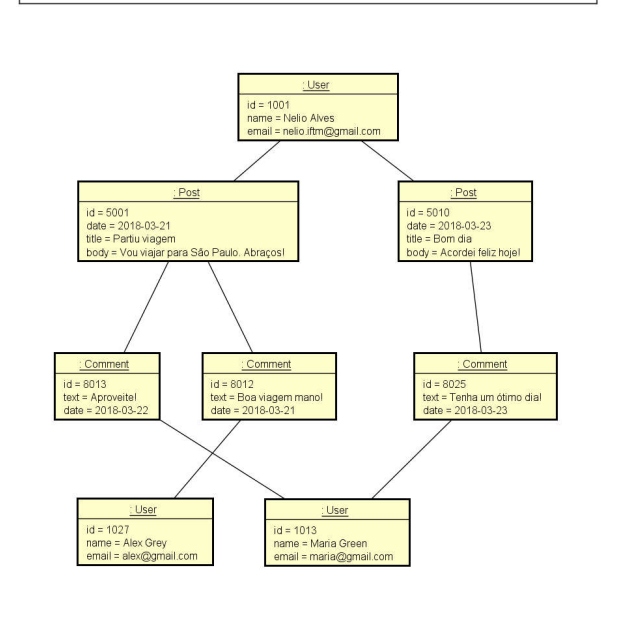 : User
id = 1001
name = Nelio Alves
email = nelio.iftm@gmail.com
: Post
id = 5001
date = 2018-03-21
title = Partiu viagem
body = Vou viajar para São Paulo. Abraços!
: Post
id = 5010
date = 2018-03-23
title = Bom dia
body = Acordei feliz hoje!
: Comment
id = 8013
text = Aproveite!
date = 2018-03-22
: Comment
id = 8012
text = Boa viagem mano!
date = 2018-03-21
: Comment
id = 8025
text = Tenha um ótimo dia!
date = 2018-03-23
: User
id = 1027
name = Alex Grey
email = alex@gmail.com
: User
id = 1013
name = Maria Green
email = maria@gmail.com